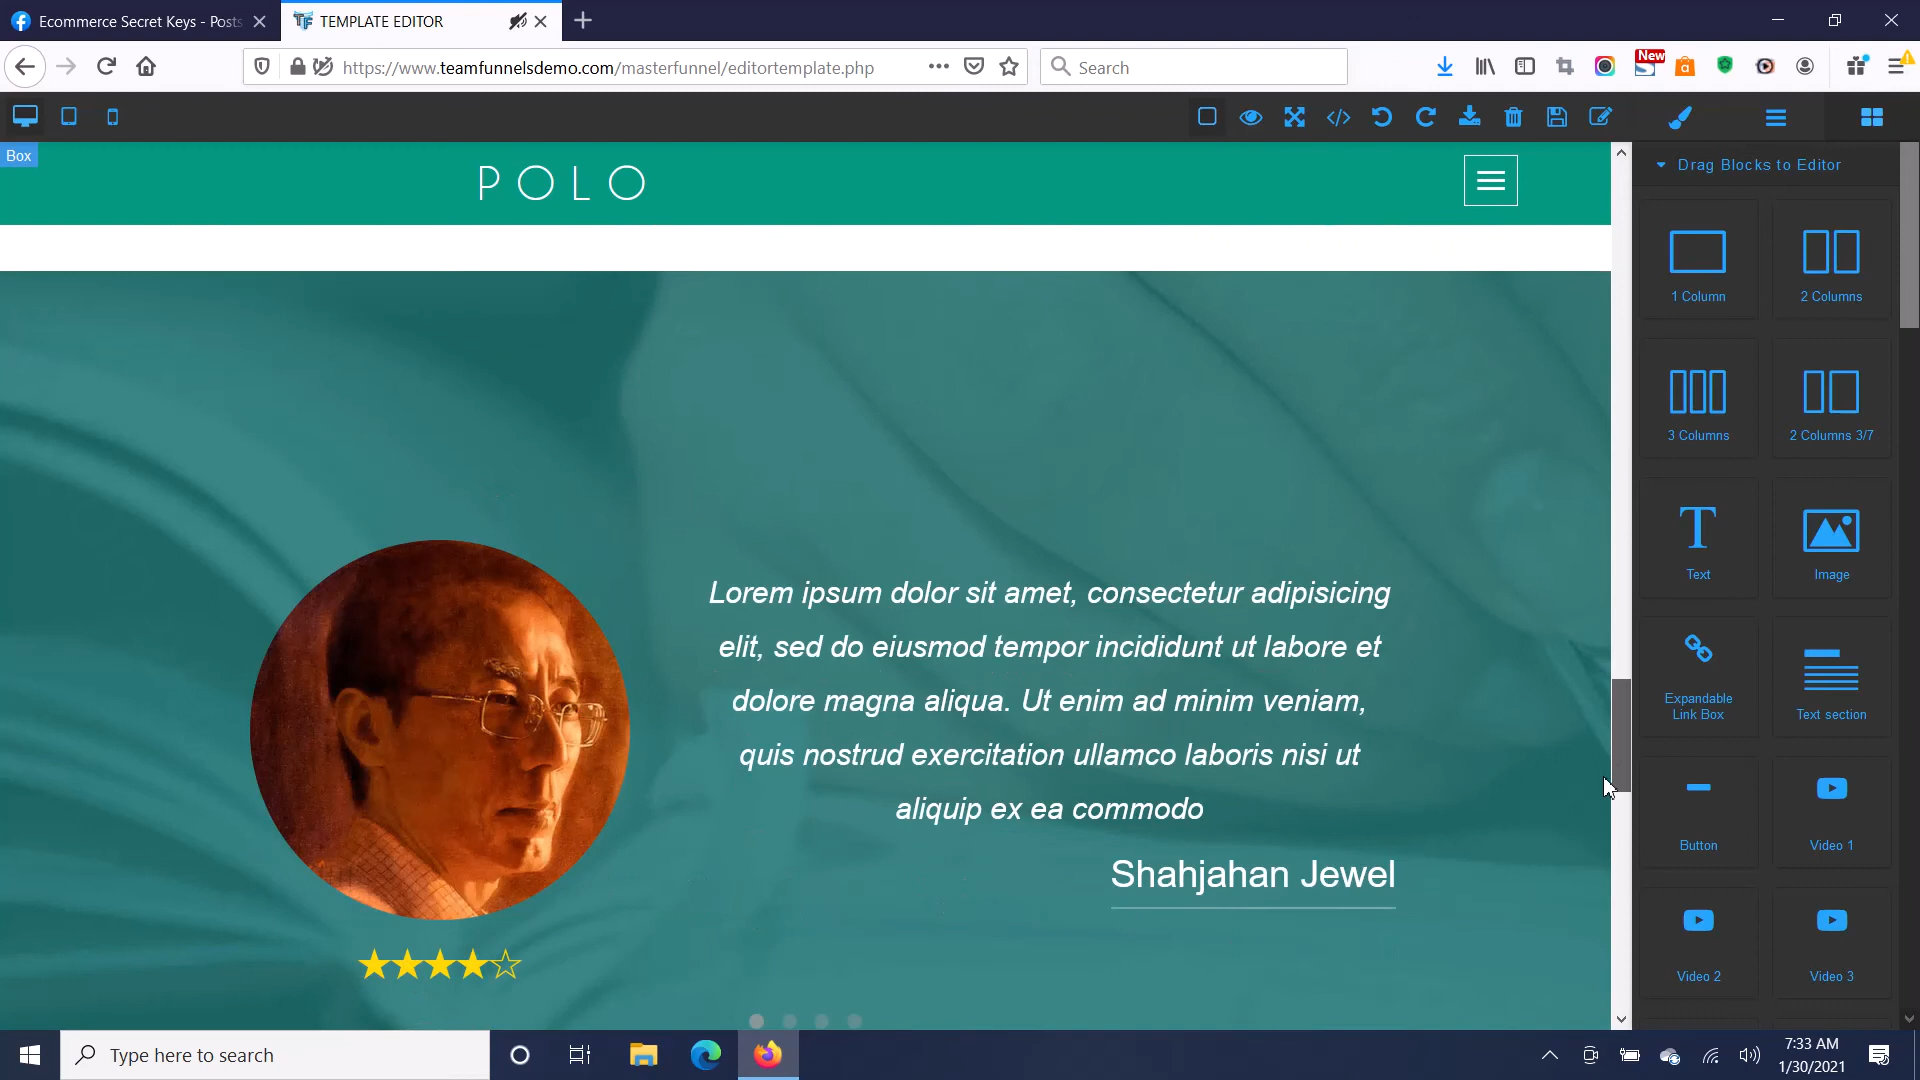 Ecommerce Secret Keys - Posts
TEMPLATE EDITOR
https://www.teamfunnelsdemo.com/masterfunnel/editortemplate.php
Search
New
Box
POLO
Drag Blocks to Editor
1 Column
2 Columns
3 Columns
2 Columns 3/7
Text
Image
Expandable
Link Box
Text section
Button
Video 1
Video 2
Video 3
Lorem ipsum dolor sit amet, consectetur adipisicing
elit, sed do eiusmod tempor incididunt ut labore et
dolore magna aliqua. Ut enim ad minim veniam,
quis nostrud exercitation ullamco laboris nisi ut
aliquip ex ea commodo
Shahjahan Jewel
Type here to search
7:33 AM
1/30/2021